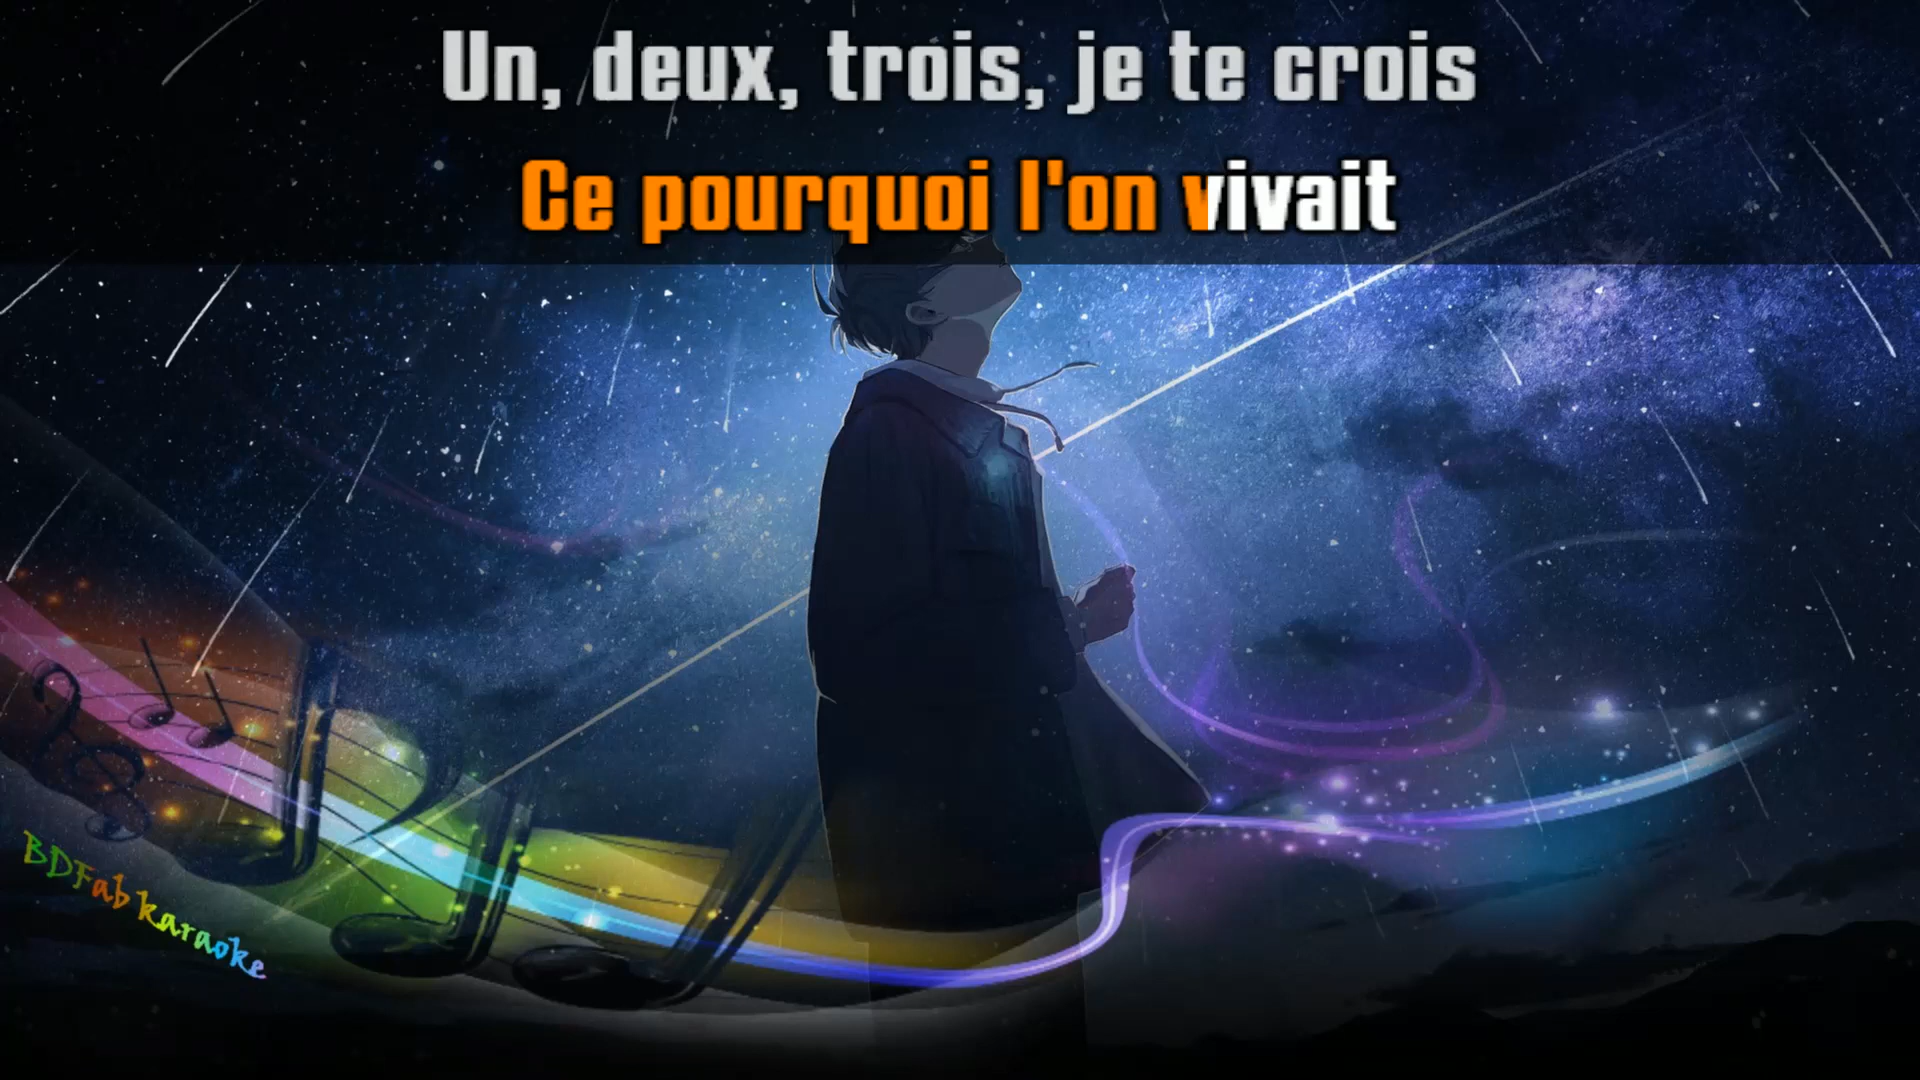 Un, deux, trois, je te crois
Ce pourquoi l'on vivait
BDFab karaoke